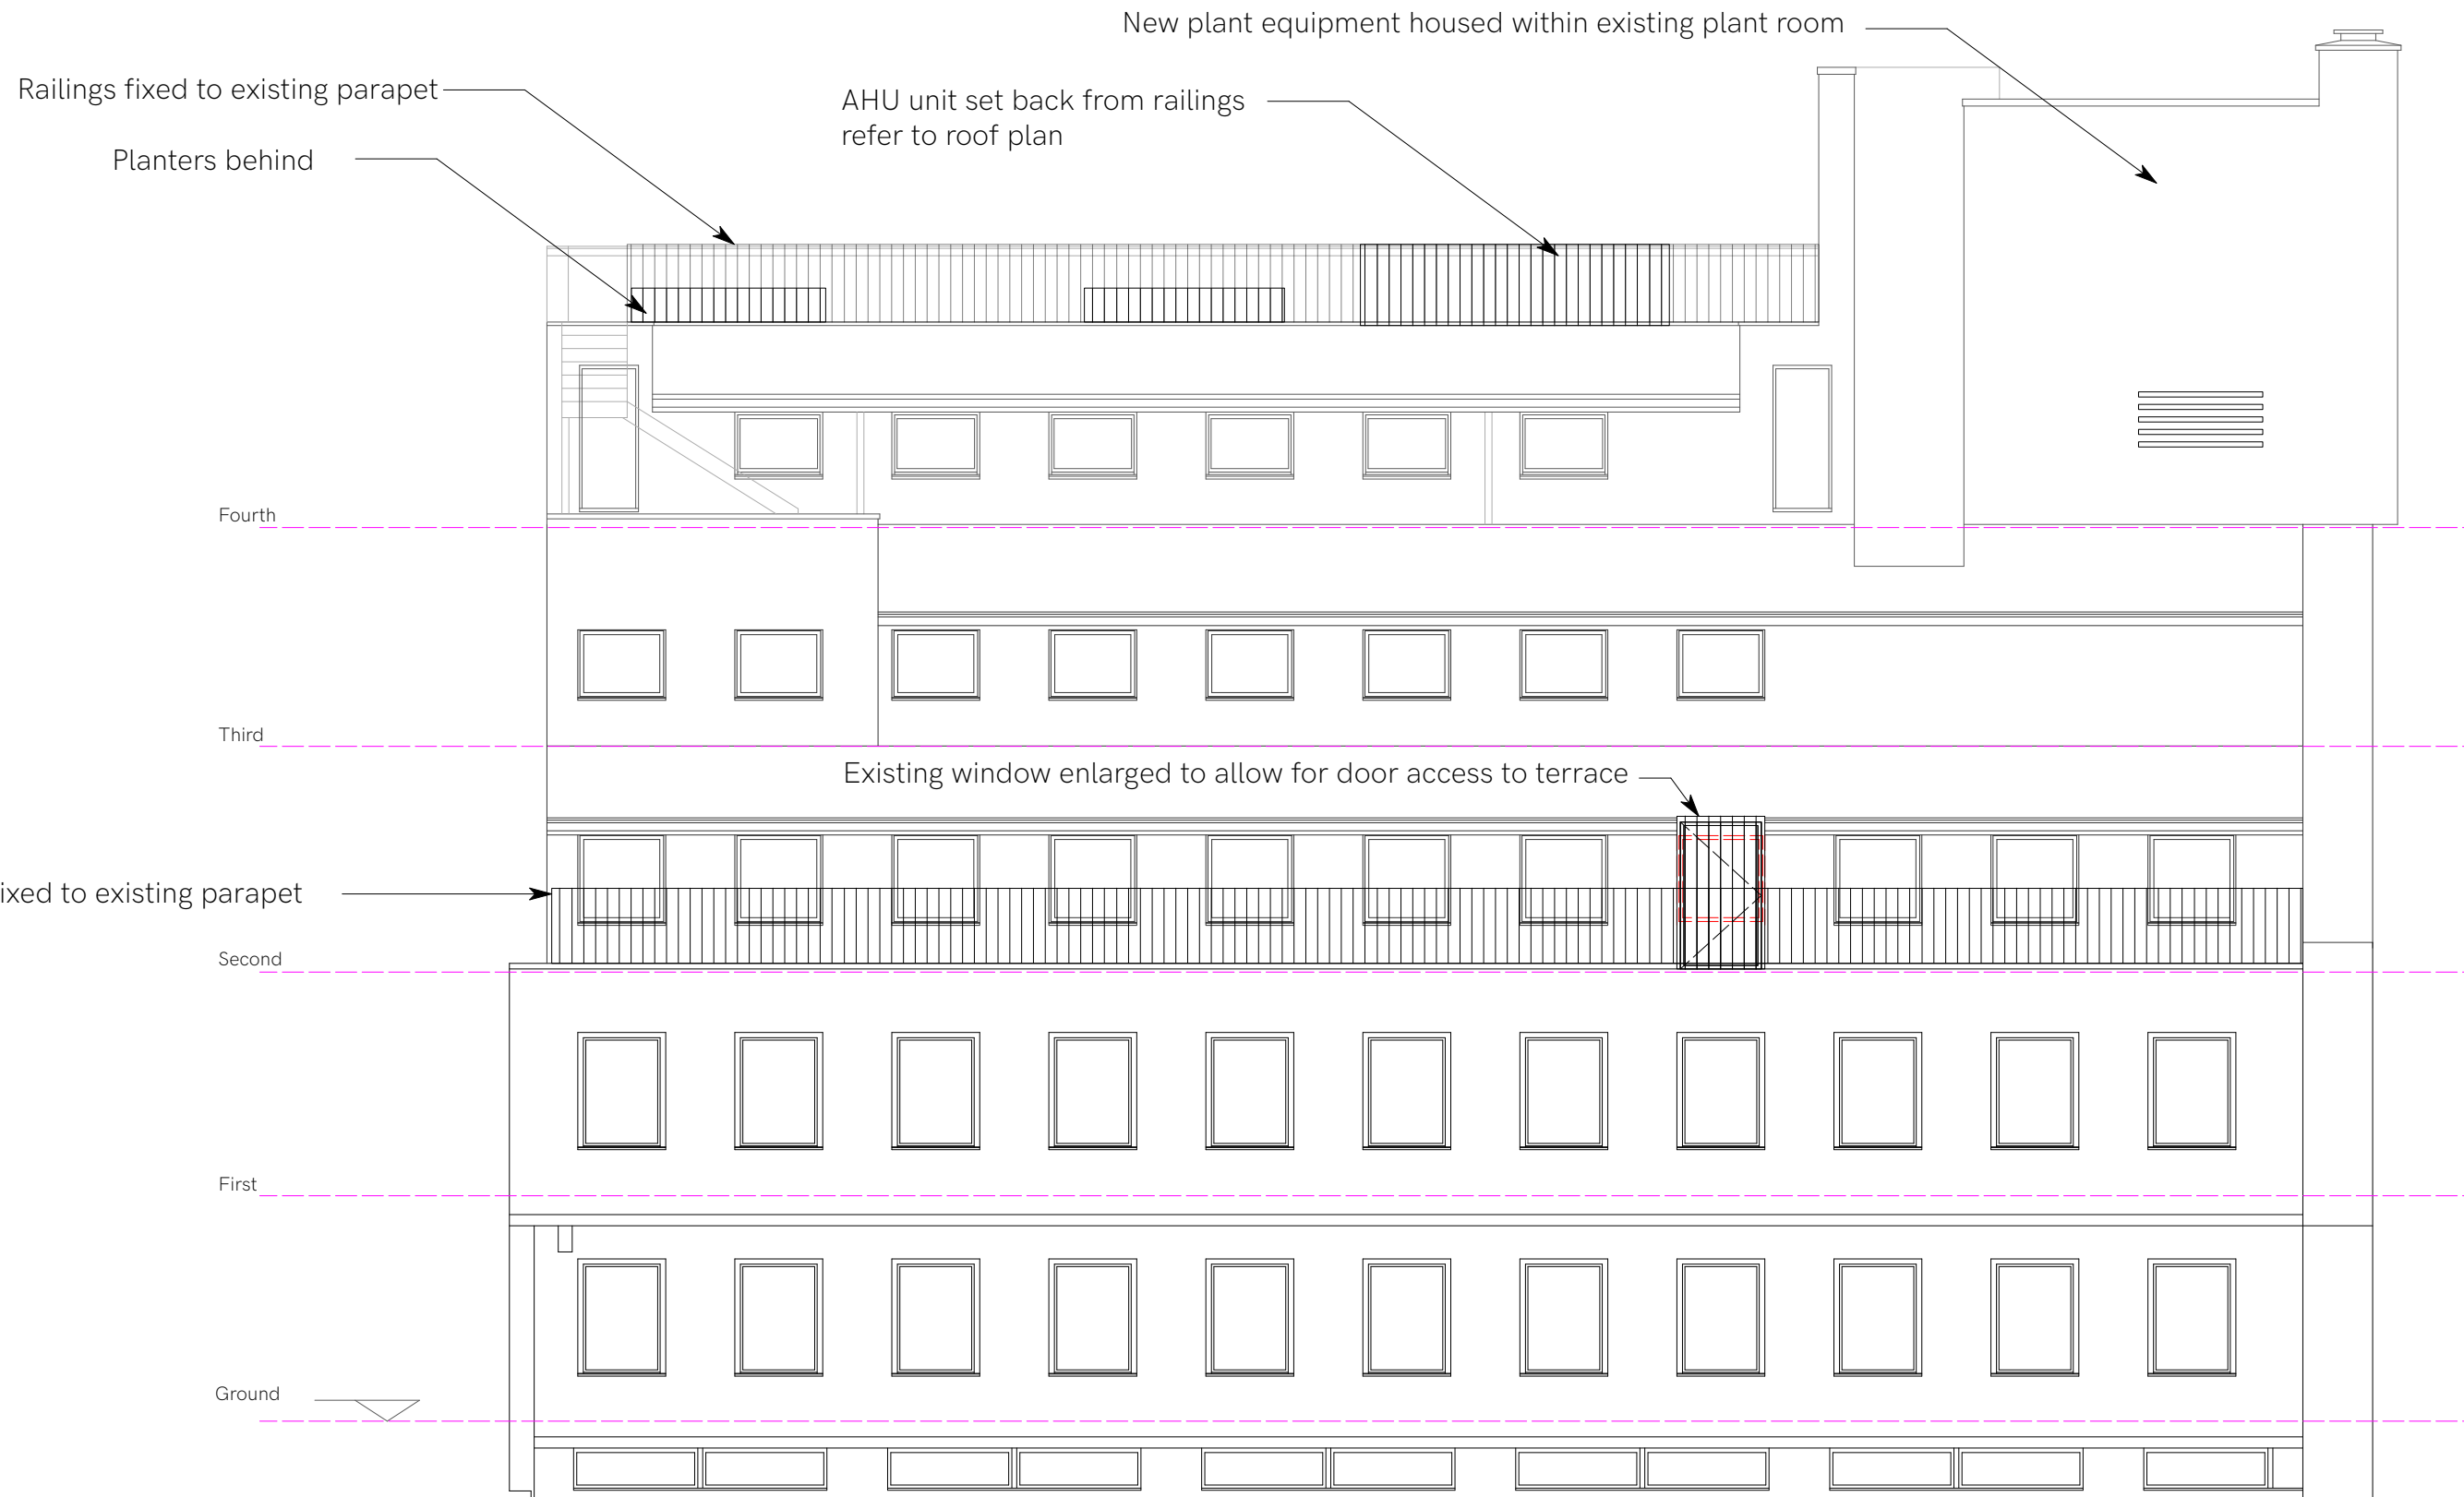 New plant equipment housed within existing plant room
Railings fixed to existing parapet
AHU unit set back from railings
refer to roof plan
Planters behind
Fourth
Third
Existing window enlarged to allow for door access to terrace
ixed to existing parapet
Second
First
Ground